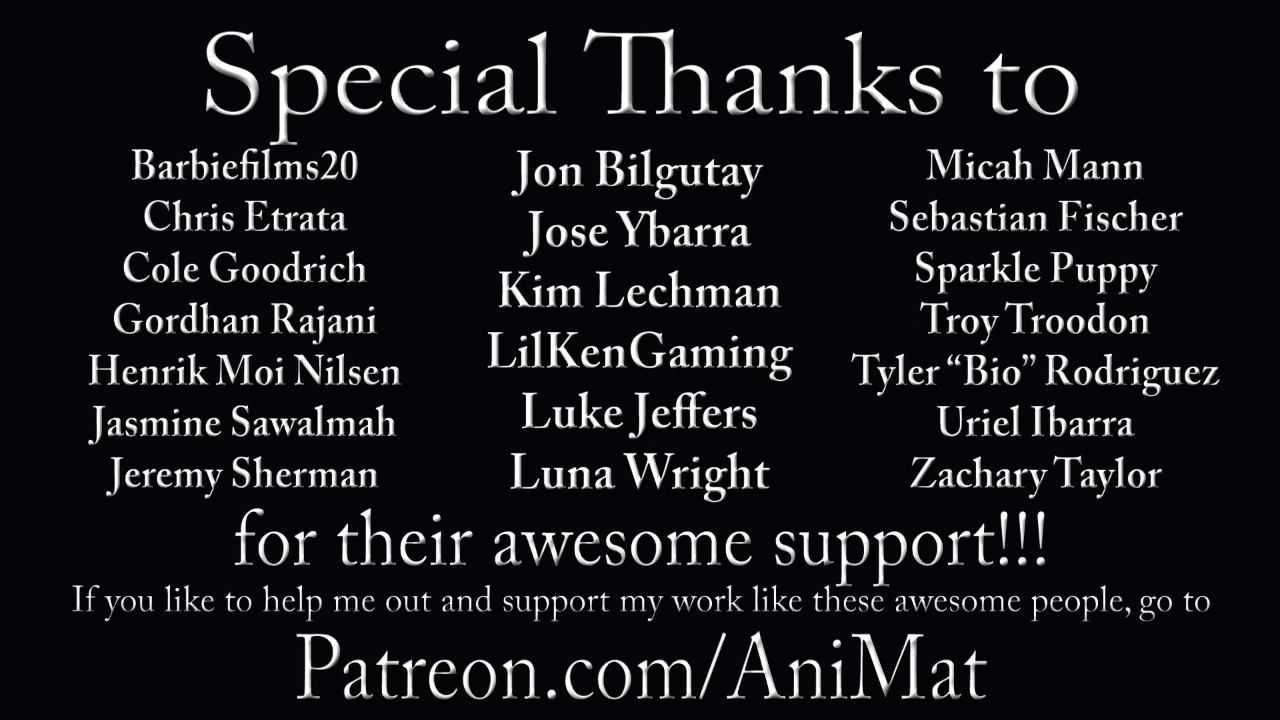 Special Thanks to
Barbiefilms20
Chris Etrata
Cole Goodrich
Gordhan Rajani
Henrik Moi Nilsen
Jasmine Sawalmah
Jeremy Sherman
Jon Bilgutay
Jose Ybarra
Kim Lechman
LilKenGaming
Luke Jeffers
Luna Wright
Micah Mann
Sebastian Fischer
Sparkle Puppy
Troy Troodon
Tyler “Bio” Rodriguez
Uriel Ibarra
Zachary Taylor
for their awesome support!!!
If you like to help me out and support my work like these awesome people, go to
Patreon.com/AniMat